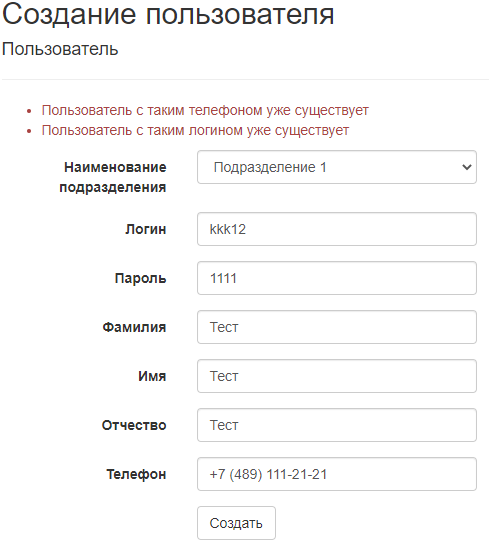 Создание пользователя
Пользователь
Пользователь с таким телефоном уже существует
Пользователь с таким логином уже существует
Наименование подразделения
Подразделение 1
Логин
kkk12
Пароль
1111
Фамилия
Тест
Имя
Тест
Отчество
Тест
Телефон
+7 (489) 111-21-21
Создать